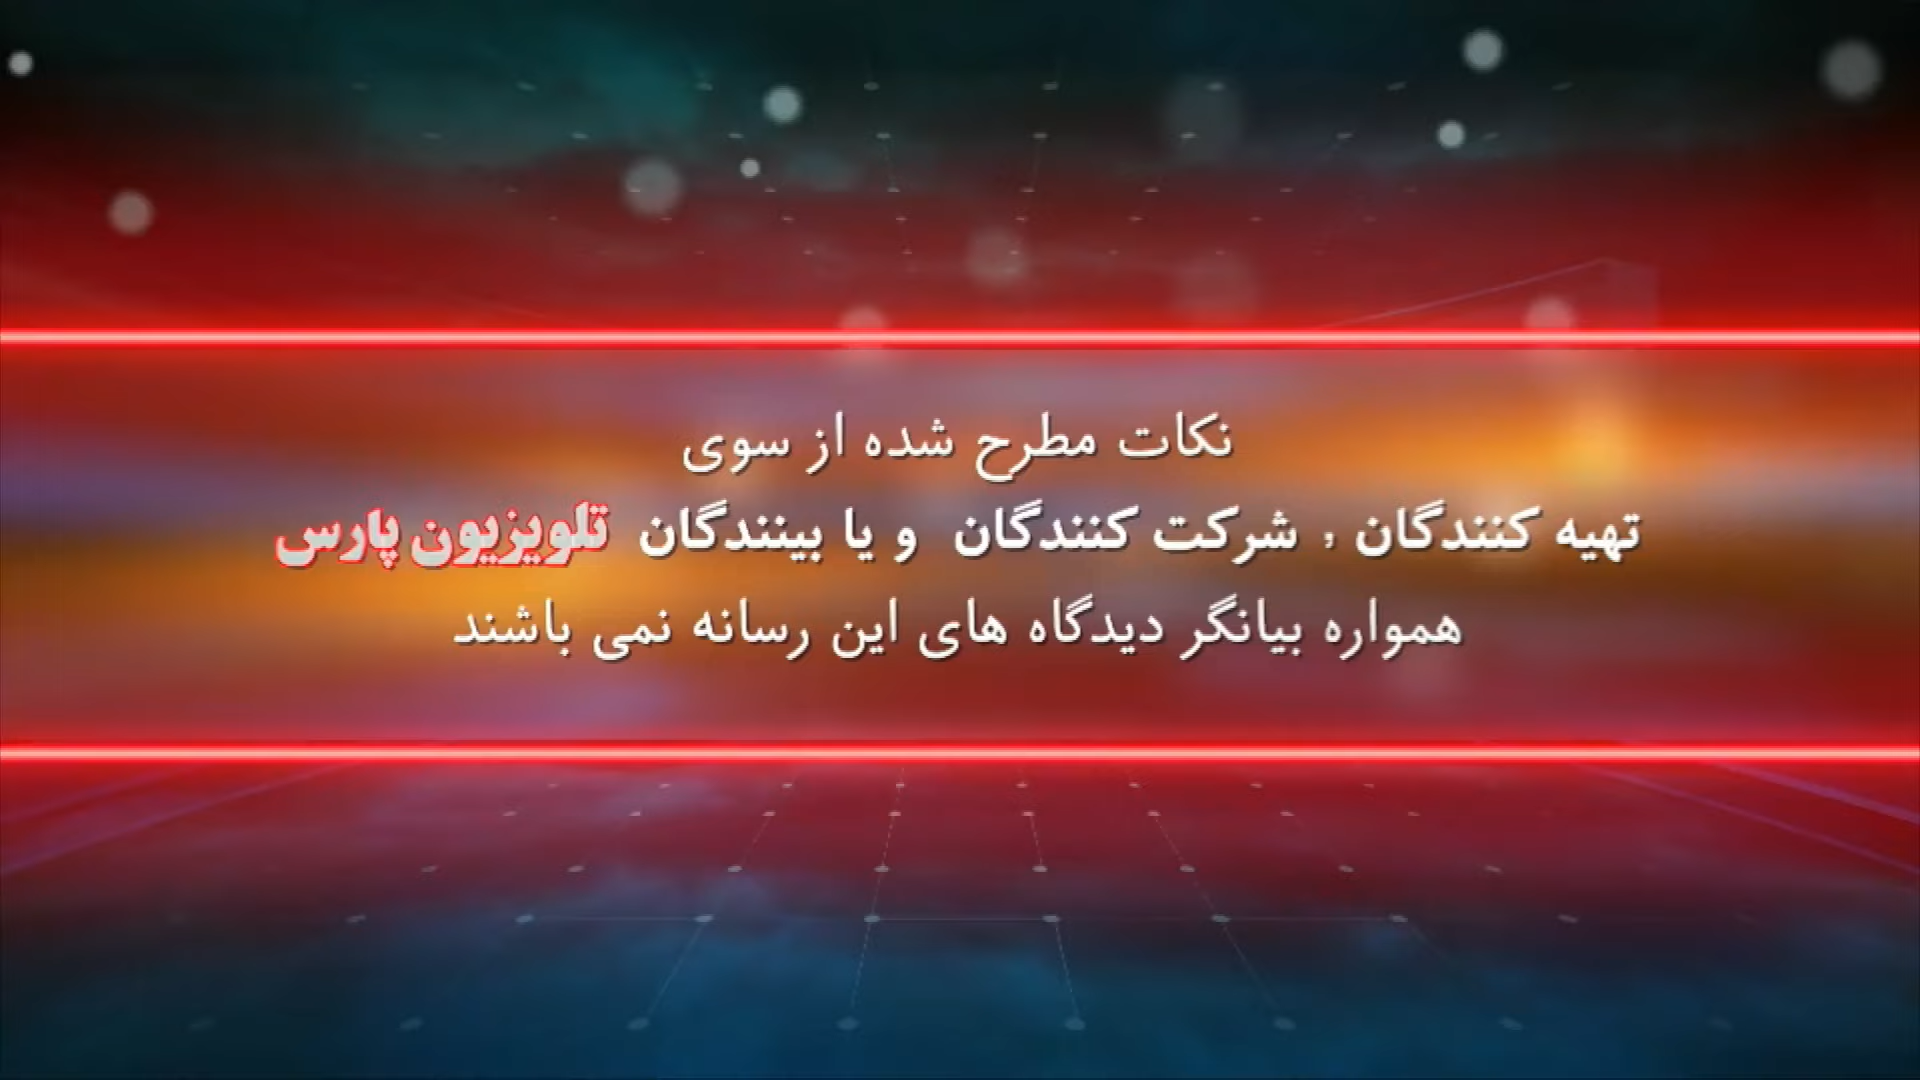 نکات مطرح شده از سوی
تهیه کنندگان ، شرکت کنندگان و یا بینندگان تلویزیون پارس
همواره بیانگر دیدگاه های این رسانه نمی باشند